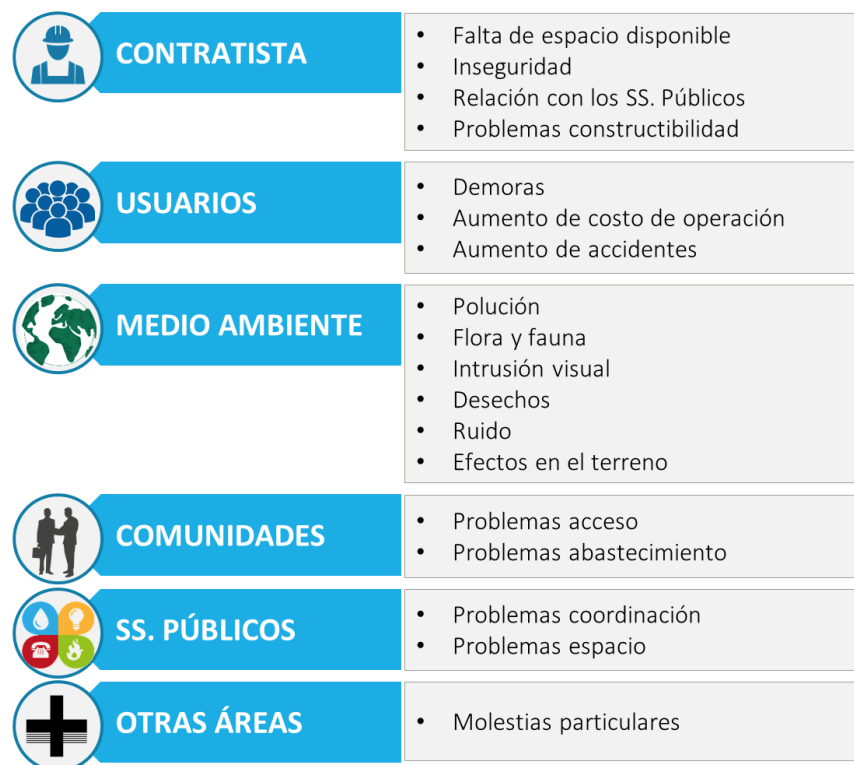 CONTRATISTA
• Falta de espacio disponible
• Inseguridad
• Relación con los SS. Públicos
• Problemas constructibilidad
USUARIOS
• Demoras
• Aumento de costo de operación
• Aumento de accidentes
MEDIO AMBIENTE
• Polución
• Flora y fauna
• Intrusión visual
• Desechos
• Ruido
• Efectos en el terreno
COMUNIDADES
• Problemas acceso
• Problemas abastecimiento
SS. PÚBLICOS
• Problemas coordinación
• Problemas espacio
OTRAS ÁREAS
• Molestias particulares